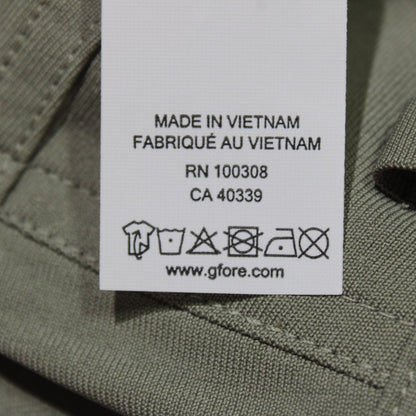 MADE IN VIETNAM
FABRIQUÉ AU VIETNAM
RN 100308
CA 40339
www.gfore.com